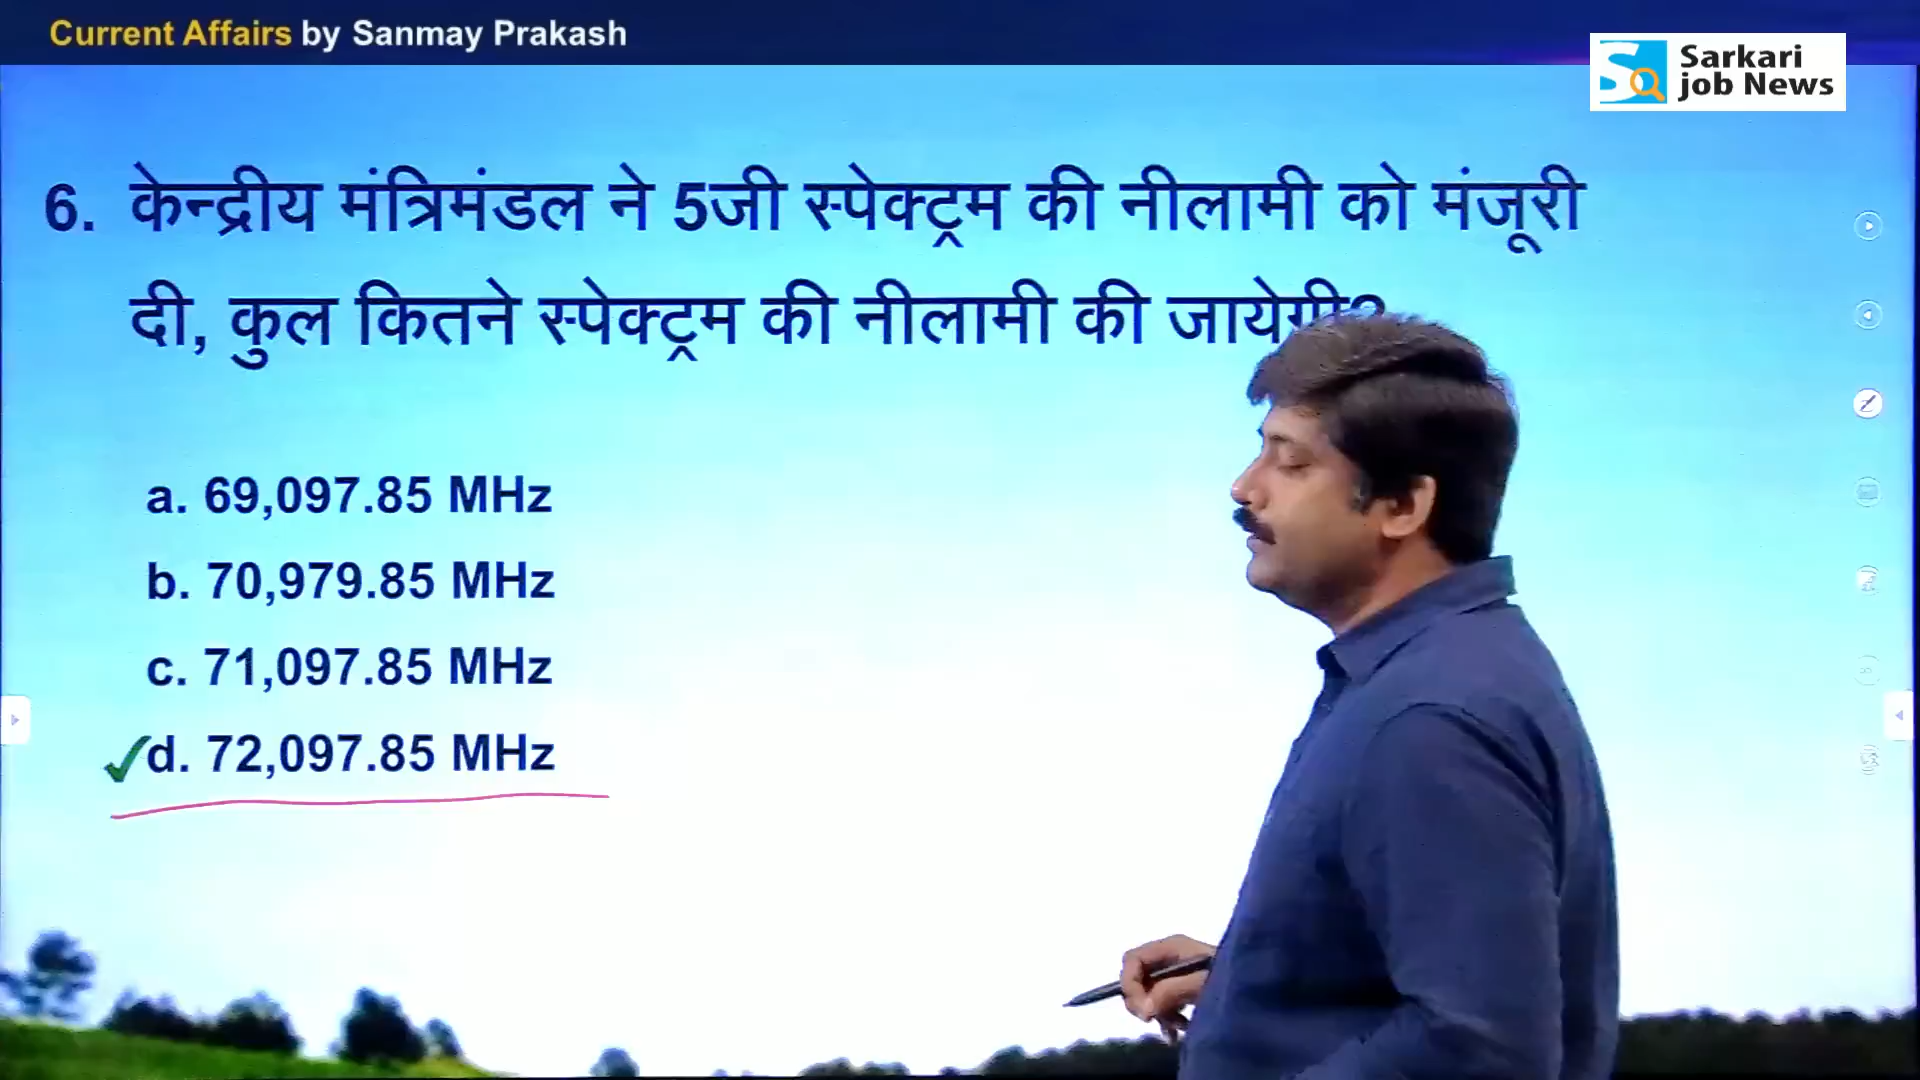 Current Affairs by Sanmay Prakash
Sarkari
job News
6. केन्द्रीय मंत्रिमंडल ने 5जी स्पेक्ट्रम की नीलामी को मंजूरी
दी, कुल कितने स्पेक्ट्रम की नीलामी की जायेगी?
a. 69,097.85 MHz
b. 70,979.85 MHz
c. 71,097.85 MHz
d. 72,097.85 MHz